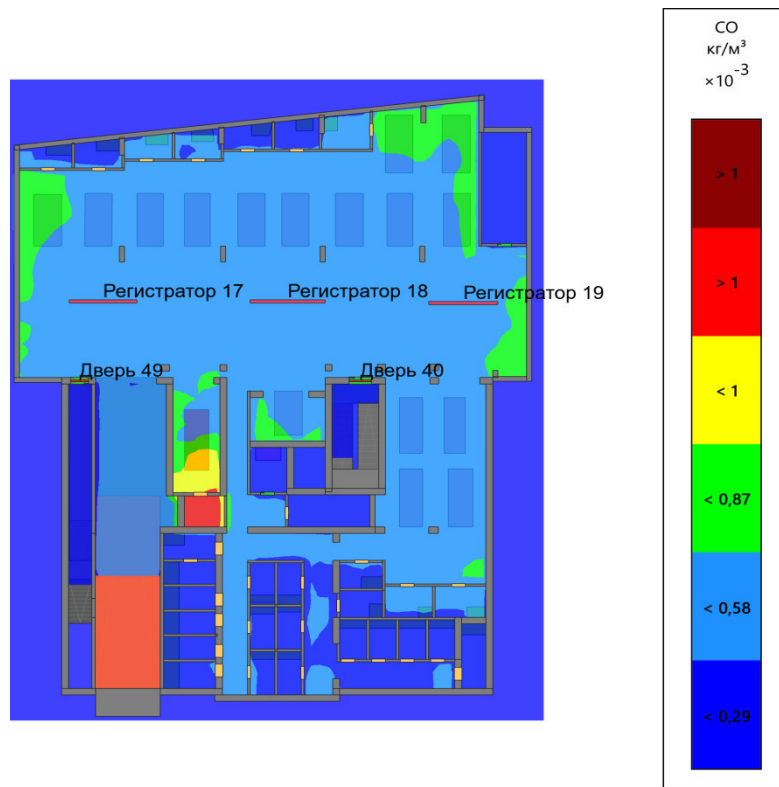 CO
кг/м³
×10⁻³
> 1
> 1
< 1
< 0,87
< 0,58
< 0,29
Регистратор 17
Регистратор 18
Регистратор 19
Дверь 49
Дверь 40